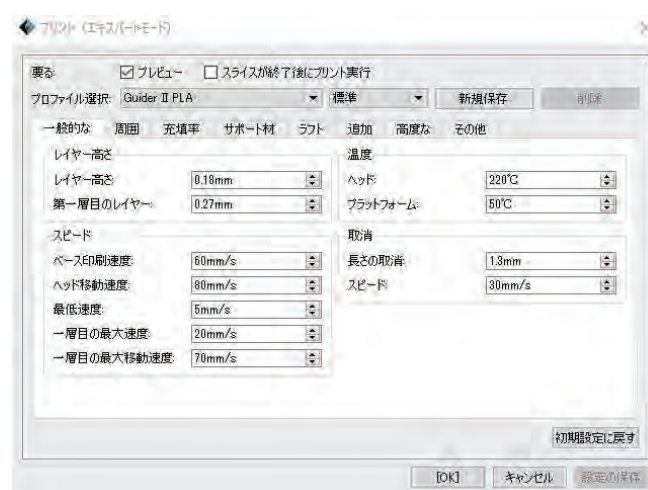 プリント (エキスパートモード)
要る: プレビュー スライスが終了後にプリント実行
プロファイル選択: Guider II PLA 標準 新規保存 削除
一般的な 周囲 充填率 サポート材 ラフト 追加 高度な その他
レイヤー高さ
レイヤー高さ: 0.18mm
第一層目のレイヤー: 0.27mm
温度
ヘッド: 220℃
プラットフォーム: 50℃
スピード
ベース印刷速度: 60mm/s
ヘッド移動速度: 80mm/s
最低速度: 5mm/s
一層目の最大速度: 20mm/s
一層目の最大移動速度: 70mm/s
取消
長さの取消: 1.3mm
スピード: 30mm/s
初期設定に戻す
[OK] キャンセル 設定の保存